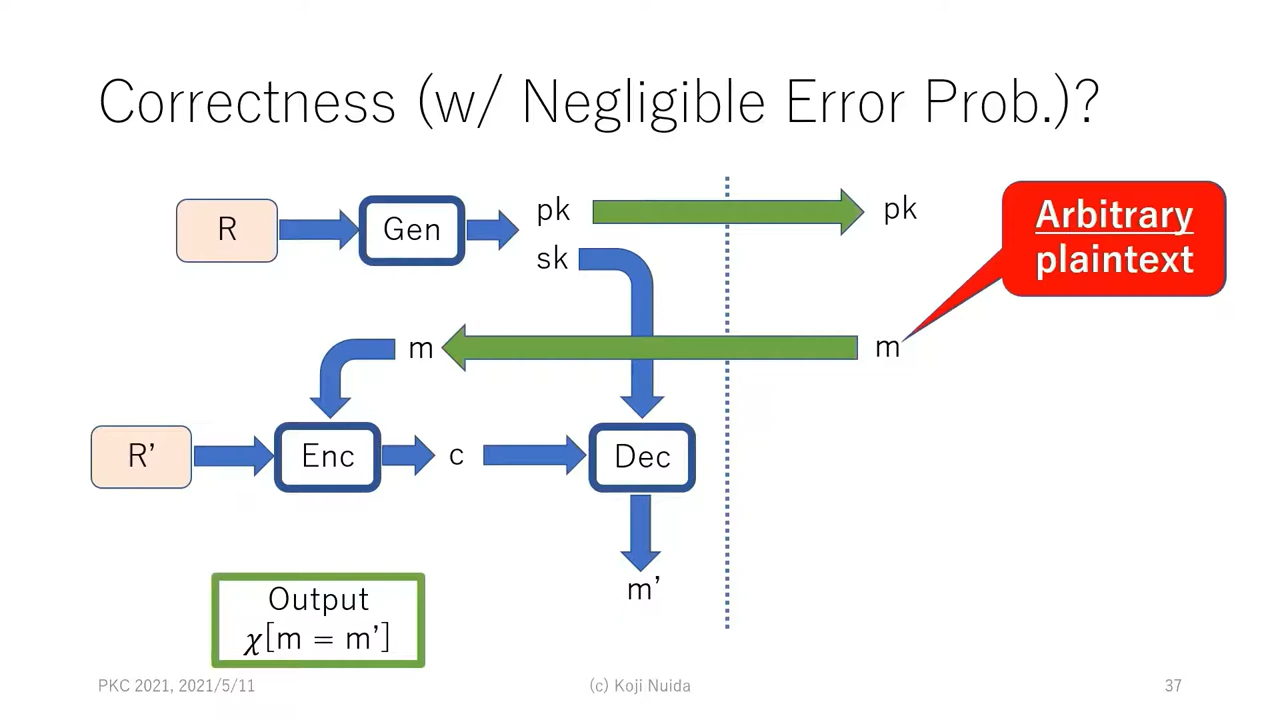 Correctness (w/ Negligible Error Prob.)?
R
Gen
pk
sk
pk
Arbitrary
plaintext
m
m
R’
Enc
c
Dec
m’
Output
χ[m = m’]
PKC 2021, 2021/5/11
(c) Koji Nuida
37